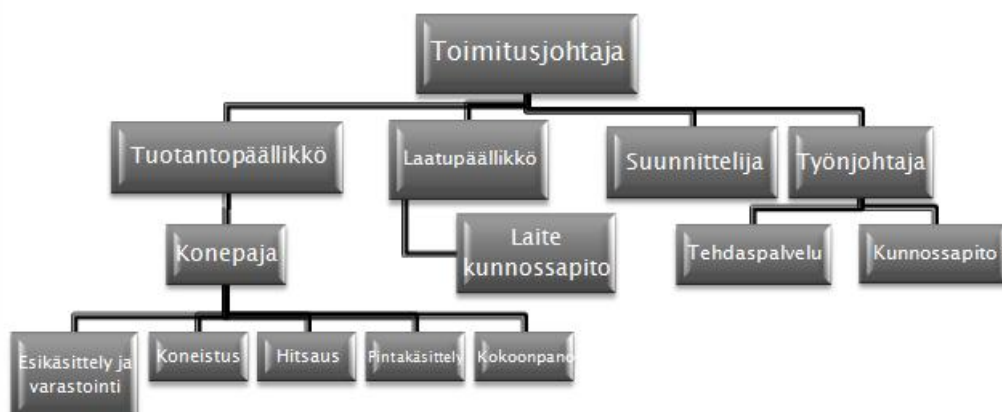 Toimitusjohtaja
Tuotantopäällikkö
Laatupäällikkö
Suunnittelija
Työnjohtaja
Konepaja
Laite
kunnossapito
Tehdaspalvelu
Kunnossapito
Esikäsittely ja
varastointi
Koneistus
Hitsaus
Pintakäsittely
Kokoonpano